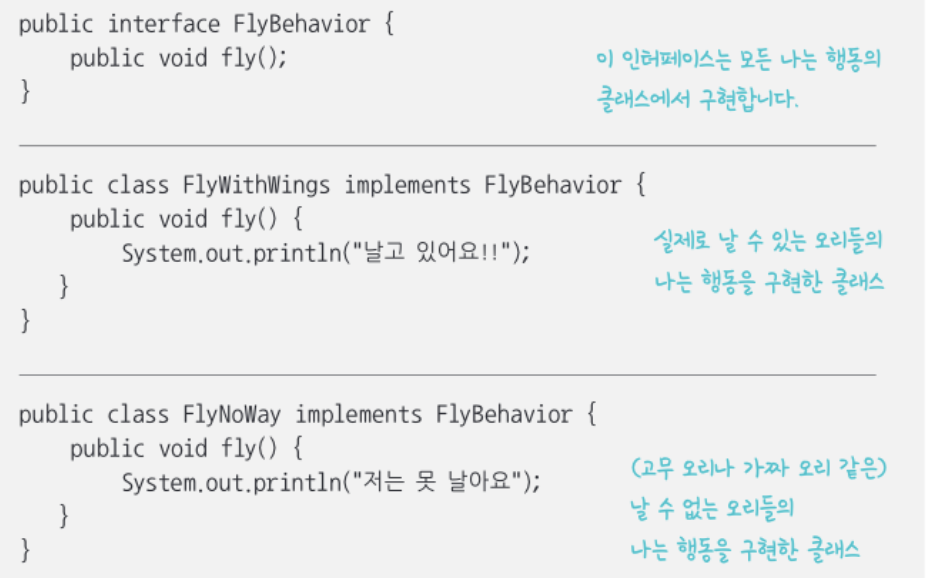 public interface FlyBehavior {
public void fly();
}
이 인터페이스는 모든 나는 행동의
클래스에서 구현합니다.
public class FlyWithWings implements FlyBehavior {
public void fly() {
System.out.println("날고 있어요!!");
}
}
실제로 날 수 있는 오리들의
나는 행동을 구현한 클래스
public class FlyNoWay implements FlyBehavior {
public void fly() {
System.out.println("저는 못 날아요");
}
}
(고무 오리나 가짜 오리 같은)
날 수 없는 오리들의
나는 행동을 구현한 클래스